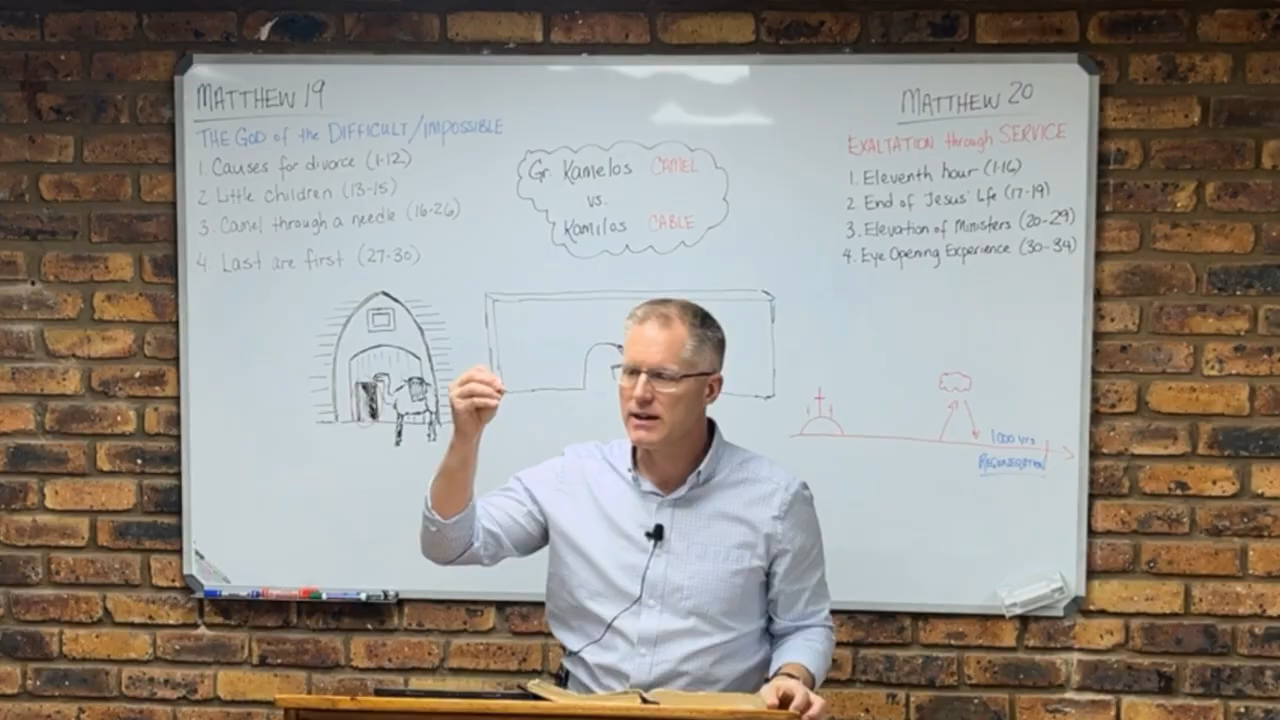 MATTHEW 19
THE GOD of the DIFFICULT/IMPOSSIBLE
1. Causes for divorce (1-12)
2 Little children (13-15)
3. Camel through a needle (16-26)
4. Last are first (27-30)
Gr. Kamelos CAMEL
vs.
Kamilos CABLE
MATTHEW 20
EXALTATION through SERVICE
1. Eleventh hour (1-16)
2 End of Jesus' Life (17-19)
3. Elevation of Ministers (20-29)
4. Eye Opening Experience (30-34)
1000 yrs
REGENERATION